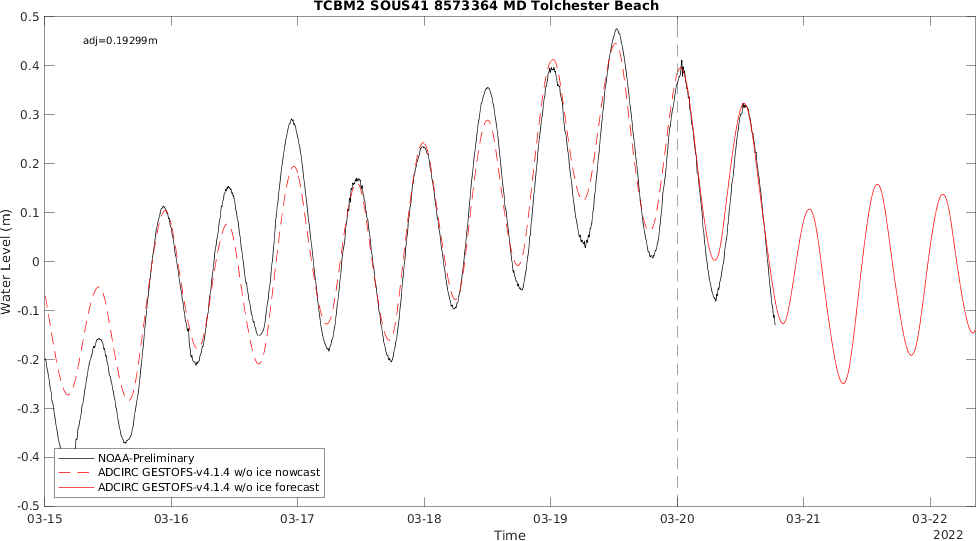 TCBM2 SOUS41 8573364 MD Tolchester Beach
0.5
adj=0.19299m
0.4
0.3
0.2
0.1
0
-0.1
-0.2
-0.3
-0.4
-0.5
Water Level (m)
NOAA-Preliminary
ADCIRC GESTOFS-v4.1.4 w/o ice nowcast
ADCIRC GESTOFS-v4.1.4 w/o ice forecast
03-15 03-16 03-17 03-18 03-19 03-20 03-21 03-22
Time
2022